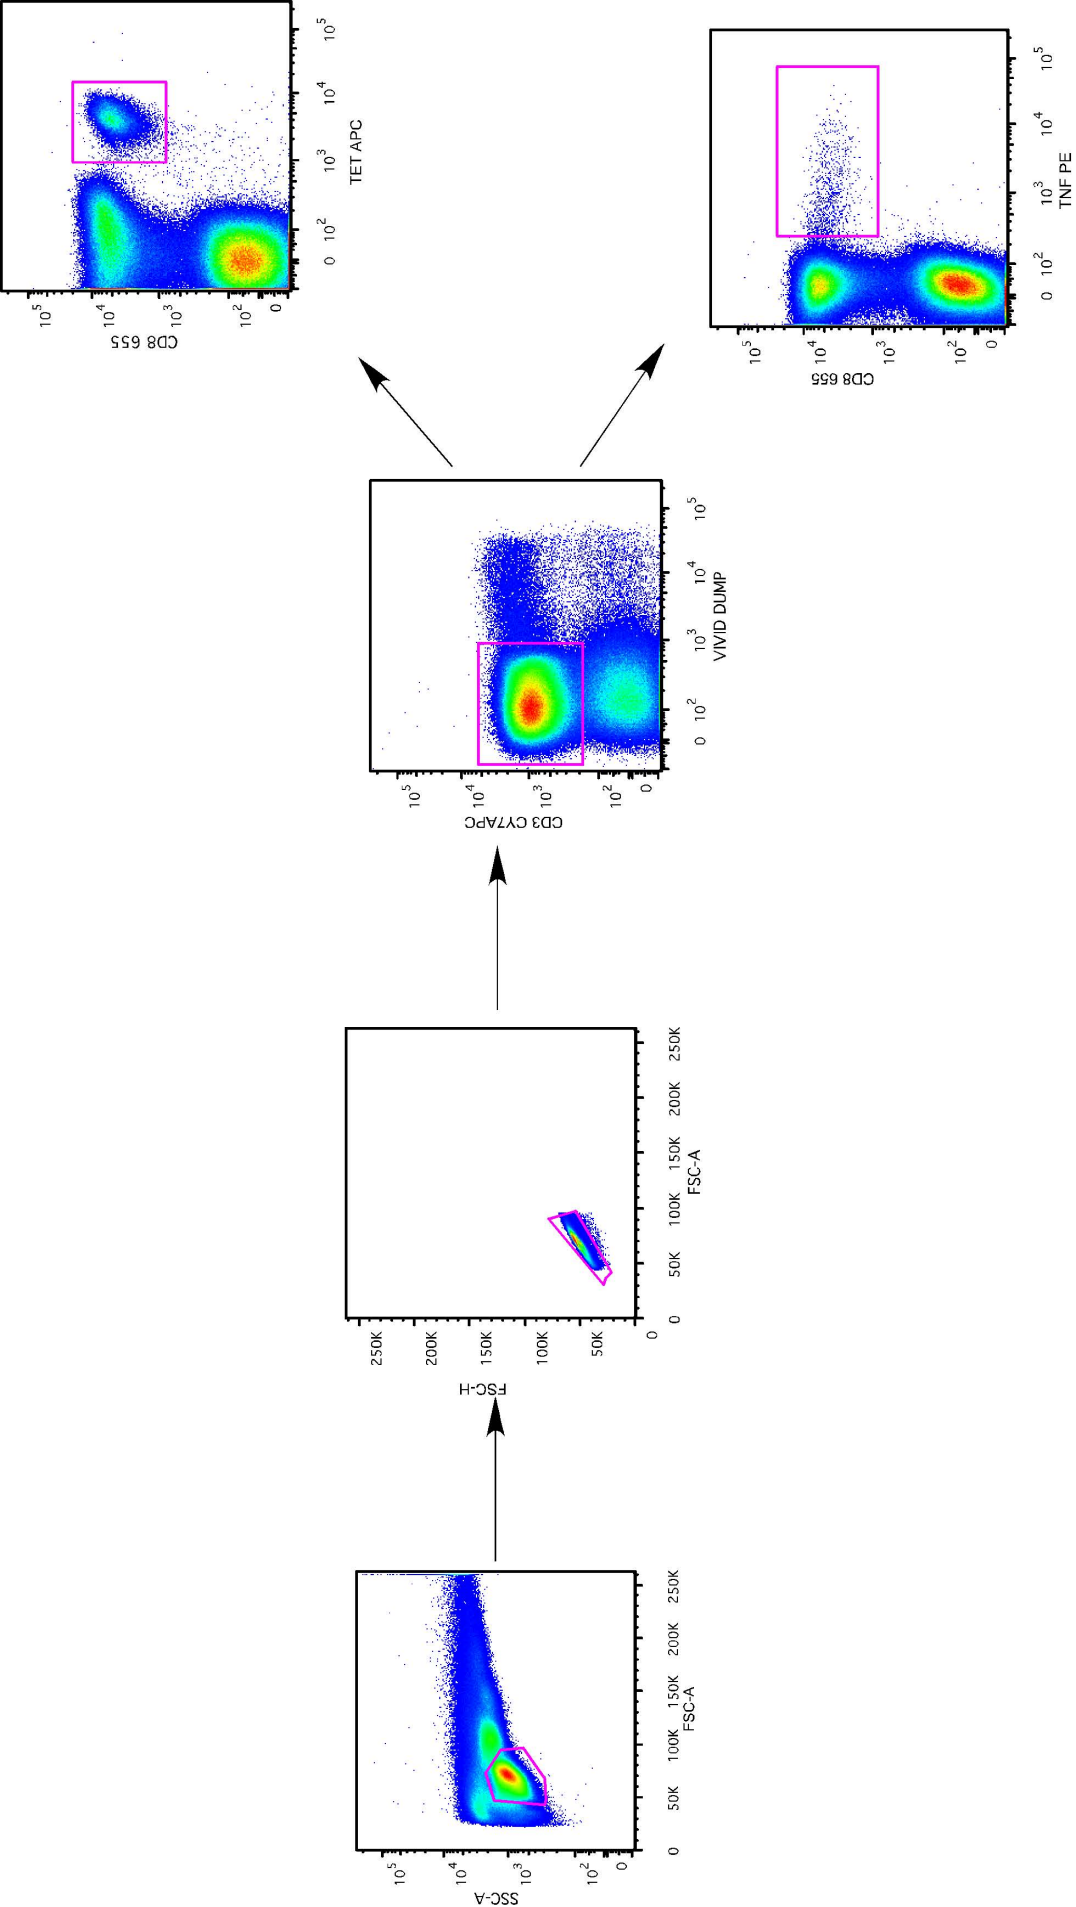 10^5
10^4
10^3
10^2
0
CD8 655
0
10^2
10^3
10^4
10^5
TET APC
10^5
10^4
10^3
10^2
0
CD8 655
0
10^2
10^3
10^4
10^5
TNF PE
10^5
10^4
10^3
10^2
0
CD3 CY7APC
0
10^2
10^3
10^4
10^5
VIVID DUMP
250K
200K
150K
100K
50K
0
FSC-H
0
50K
100K
150K
200K
250K
FSC-A
10^5
10^4
10^3
10^2
0
SSC-A
0
50K
100K
150K
200K
250K
FSC-A